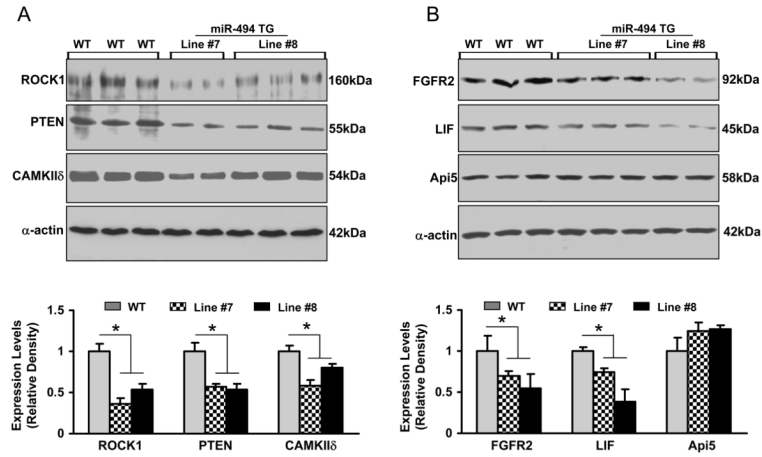 A
miR-494 TG
WT WT WT Line #7 Line #8
ROCK1 160kDa
PTEN 55kDa
CAMKIIδ 54kDa
α-actin 42kDa
Expression Levels
(Relative Density)
1.5
1
0.5
0
WT Line #7 Line #8
* * *
ROCK1 PTEN CAMKIIδ
B
miR-494 TG
WT WT WT Line #7 Line #8
FGFR2 92kDa
LIF 45kDa
Api5 58kDa
α-actin 42kDa
Expression Levels
(Relative Density)
1.5
1
0.5
0
WT Line #7 Line #8
* *
FGFR2 LIF Api5